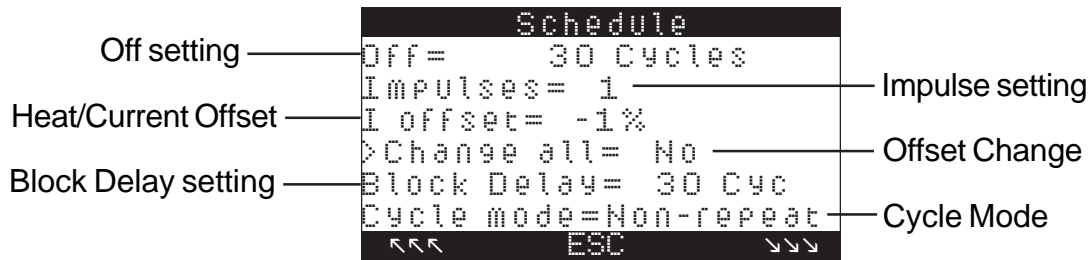 Schedule
Off setting
Off= 30 Cycles
Impulses= 1
Impulse setting
Heat/Current Offset
I offset= -1%
>Change all= No
Offset Change
Block Delay setting
Block Delay= 30 Cyc
Cycle mode=Non-repeat
Cycle Mode
↖↖↖ ESC ↘↘↘